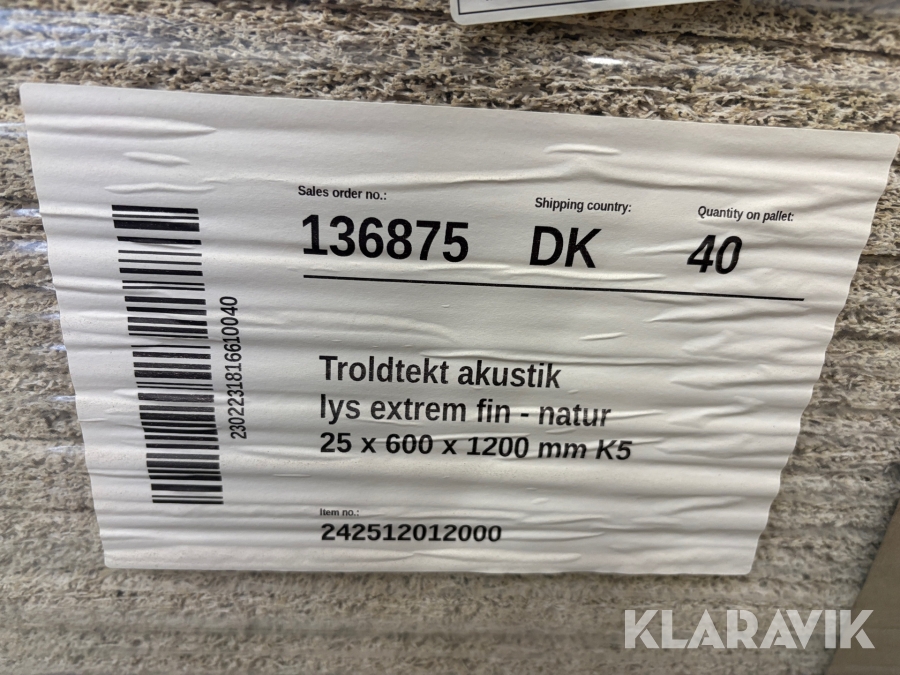 Sales order no.:
136875
Shipping country:
DK
Quantity on pallet:
40
2302231816610040
Troldtekt akustik
lys extrem fin - natur
25 x 600 x 1200 mm K5
Item no.:
242512012000
KLARAVIK